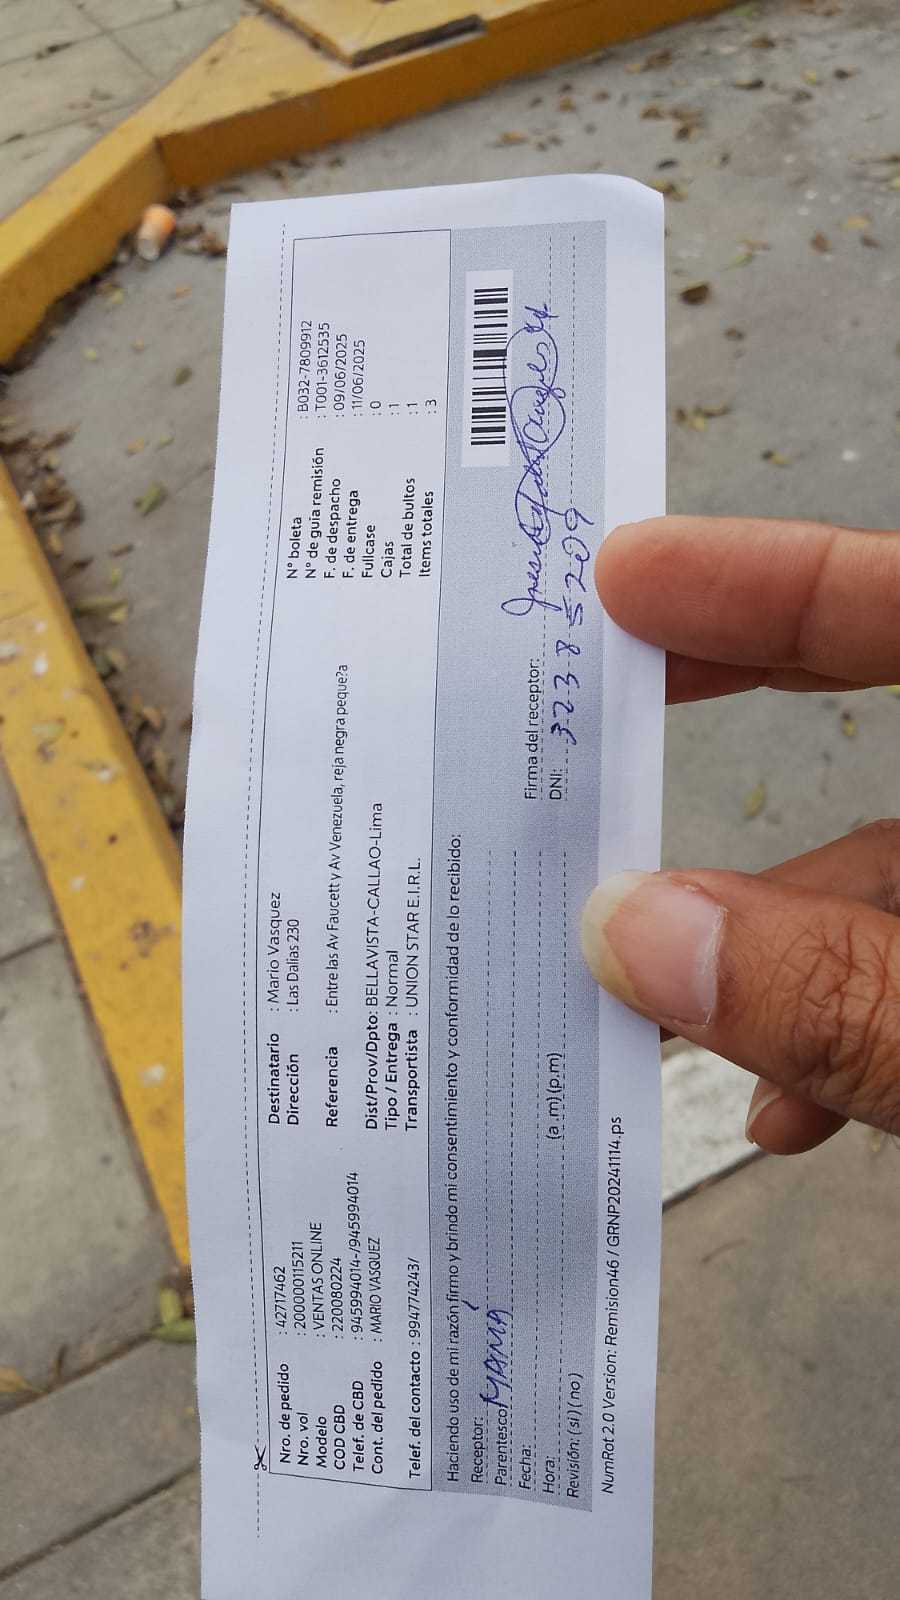 Nro. de pedido : 42717462
Nro. vol : 200000115211
Modelo : VENTAS ONLINE
COD CBD : 220080224
Telef. de CBD : 945994014-/945994014
Cont. del pedido : MARIO VASQUEZ
Telef. del contacto : 994774243/
Destinatario : Mario Vasquez
Dirección : Las Dalias 230
Referencia : Entre las Av Faucett y Av Venezuela, reja negra peque?a
Dist/Prov/Dpto: BELLAVISTA-CALLAO-Lima
Tipo / Entrega : Normal
Transportista : UNION STAR E.I.R.L.
N° boleta : B032-7809912
N° de guía remisión : T001-3612535
F. de despacho : 09/06/2025
F. de entrega : 11/06/2025
Fullcase : 0
Cajas : 1
Total de bultos : 1
Items totales : 3
Haciendo uso de mi razón firmo y brindo mi consentimiento y conformidad de lo recibido:
Receptor:
Parentesco MAMÁ
Fecha:
Hora: (a .m) (p.m)
Revisión: (si) (no)
Firma del receptor:
DNI: 32385209
NumRot 2.0 Version: Remision46 / GRNP20241114.ps